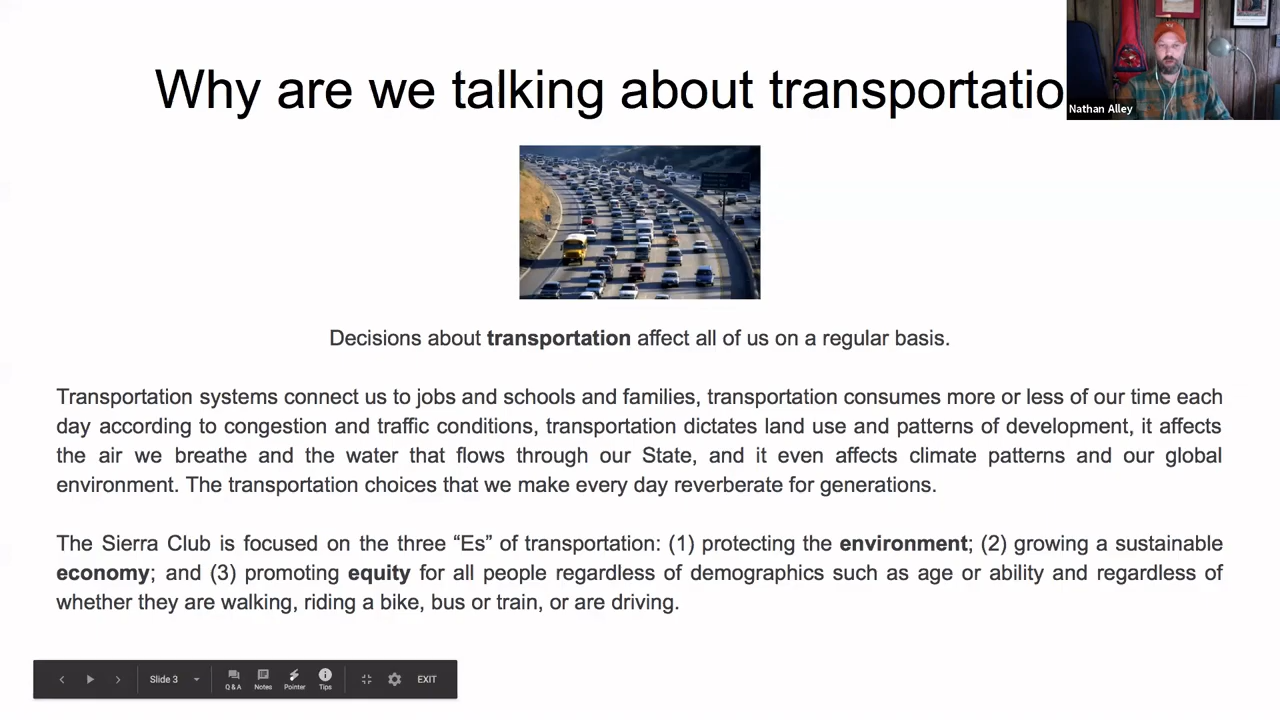 Why are we talking about transportatio
Nathan Alley
Decisions about transportation affect all of us on a regular basis.
Transportation systems connect us to jobs and schools and families, transportation consumes more or less of our time each
day according to congestion and traffic conditions, transportation dictates land use and patterns of development, it affects
the air we breathe and the water that flows through our State, and it even affects climate patterns and our global
environment. The transportation choices that we make every day reverberate for generations.
The Sierra Club is focused on the three “Es” of transportation: (1) protecting the environment; (2) growing a sustainable
economy; and (3) promoting equity for all people regardless of demographics such as age or ability and regardless of
whether they are walking, riding a bike, bus or train, or are driving.
Slide 3
Q & A Notes Pointer Tips
EXIT